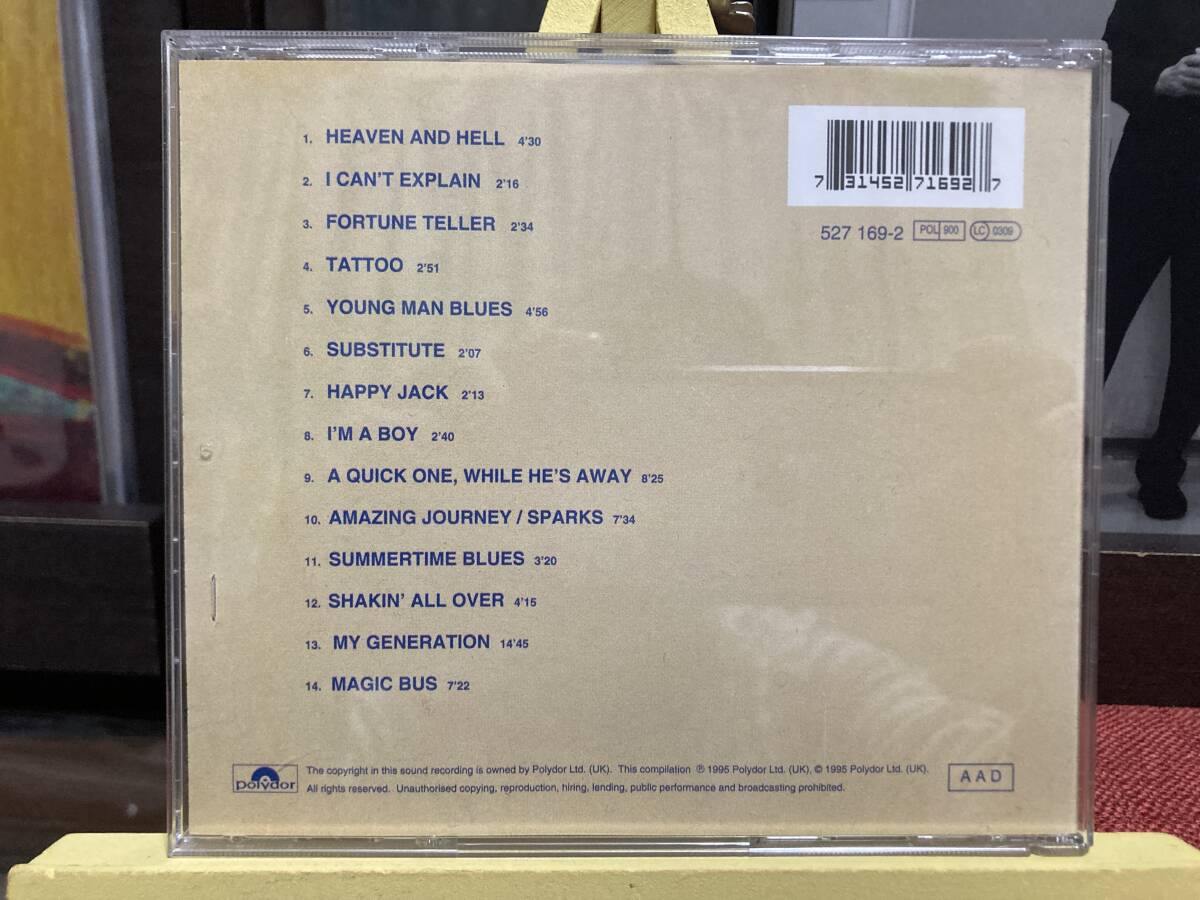 1. HEAVEN AND HELL 4'30
2. I CAN'T EXPLAIN 2'16
3. FORTUNE TELLER 2'34
4. TATTOO 2'51
5. YOUNG MAN BLUES 4'56
6. SUBSTITUTE 2'07
7. HAPPY JACK 2'13
8. I'M A BOY 2'40
9. A QUICK ONE, WHILE HE'S AWAY 8'25
10. AMAZING JOURNEY / SPARKS 7'34
11. SUMMERTIME BLUES 3'20
12. SHAKIN' ALL OVER 4'15
13. MY GENERATION 14'45
14. MAGIC BUS 7'22
7 31452 71692 7
527 169-2 POL 900 LC 0309
polydor
The copyright in this sound recording is owned by Polydor Ltd. (UK). This compilation ℗ 1995 Polydor Ltd. (UK), © 1995 Polydor Ltd. (UK).
All rights reserved. Unauthorised copying, reproduction, hiring, lending, public performance and broadcasting prohibited.
AAD